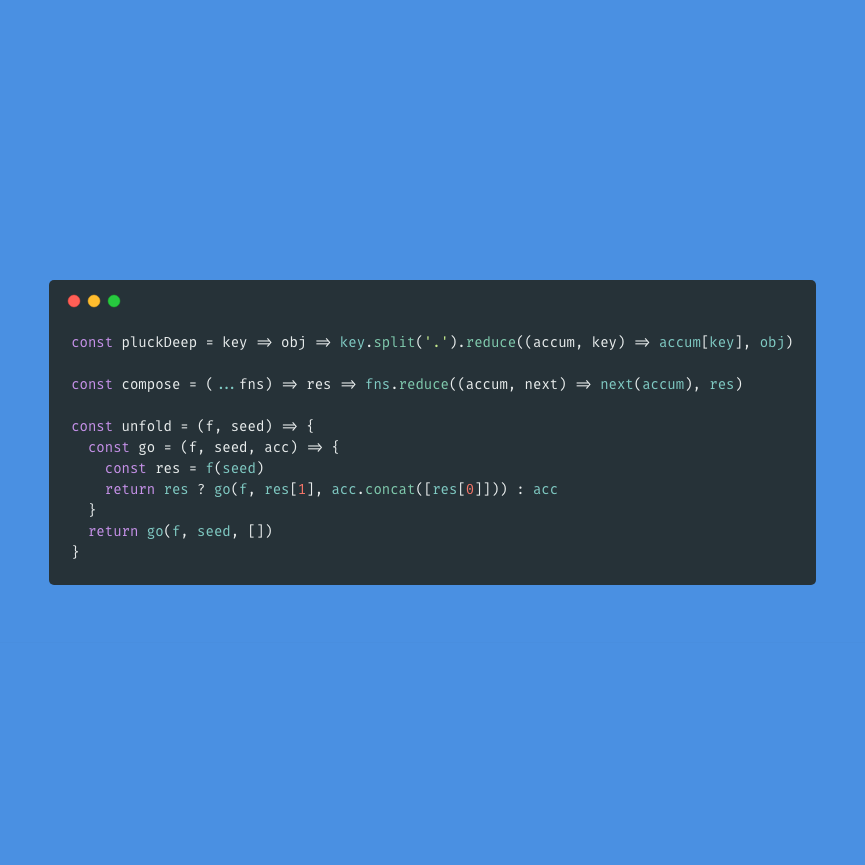 const pluckDeep = key => obj => key.split('.').reduce((accum, key) => accum[key], obj)
const compose = (...fns) => res => fns.reduce((accum, next) => next(accum), res)
const unfold = (f, seed) => {
  const go = (f, seed, acc) => {
    const res = f(seed)
    return res ? go(f, res[1], acc.concat([res[0]])) : acc
  }
  return go(f, seed, [])
}